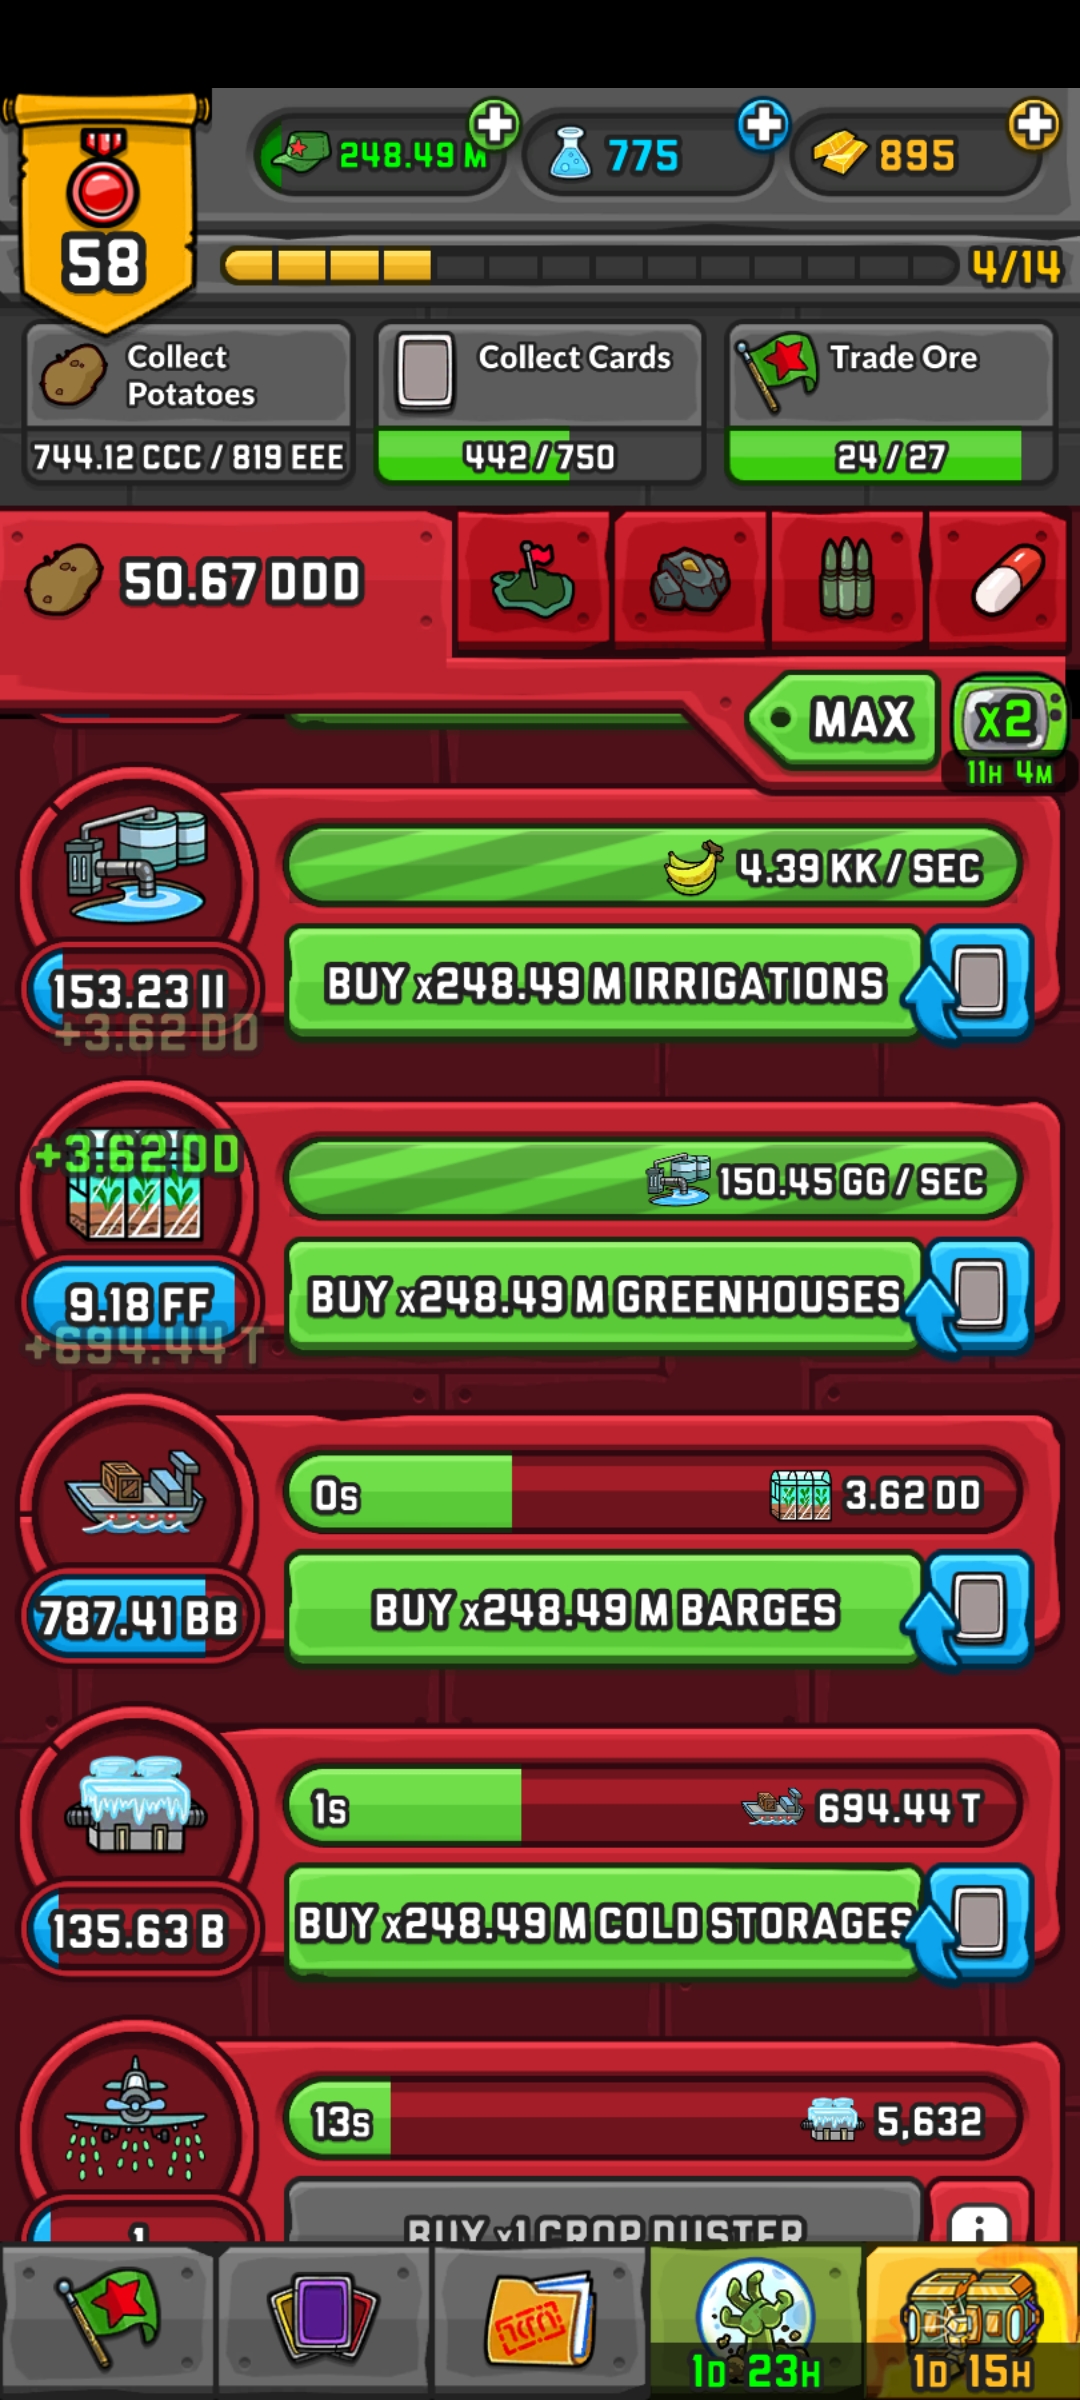 248.49 M
775
895
58
4/14
Collect
Potatoes
744.12 CCC / 819 EEE
Collect Cards
442/750
Trade Ore
24/27
50.67 DDD
MAX
x2
11H 4M
4.39 KK / SEC
153.23 II
BUY x248.49 M IRRIGATIONS
+3.62 DD
+3.62 DD
150.45 GG / SEC
9.18 FF
BUY x248.49 M GREENHOUSES
+694.44 T
0s
3.62 DD
787.41 BB
BUY x248.49 M BARGES
1s
694.44 T
135.63 B
BUY x248.49 M COLD STORAGES
13s
5,632
1
BUY x1 CROP DUSTER
i
1D 23H
1D 15H